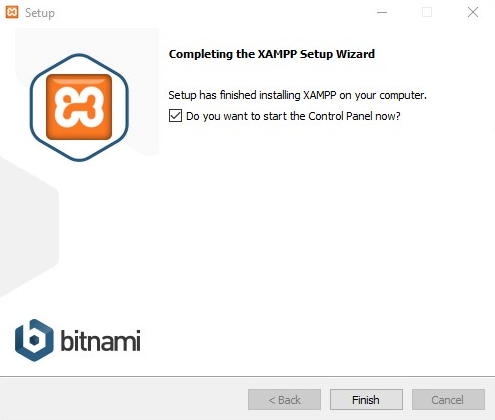 Setup
Completing the XAMPP Setup Wizard
Setup has finished installing XAMPP on your computer.
Do you want to start the Control Panel now?
bitnami
< Back
Finish
Cancel